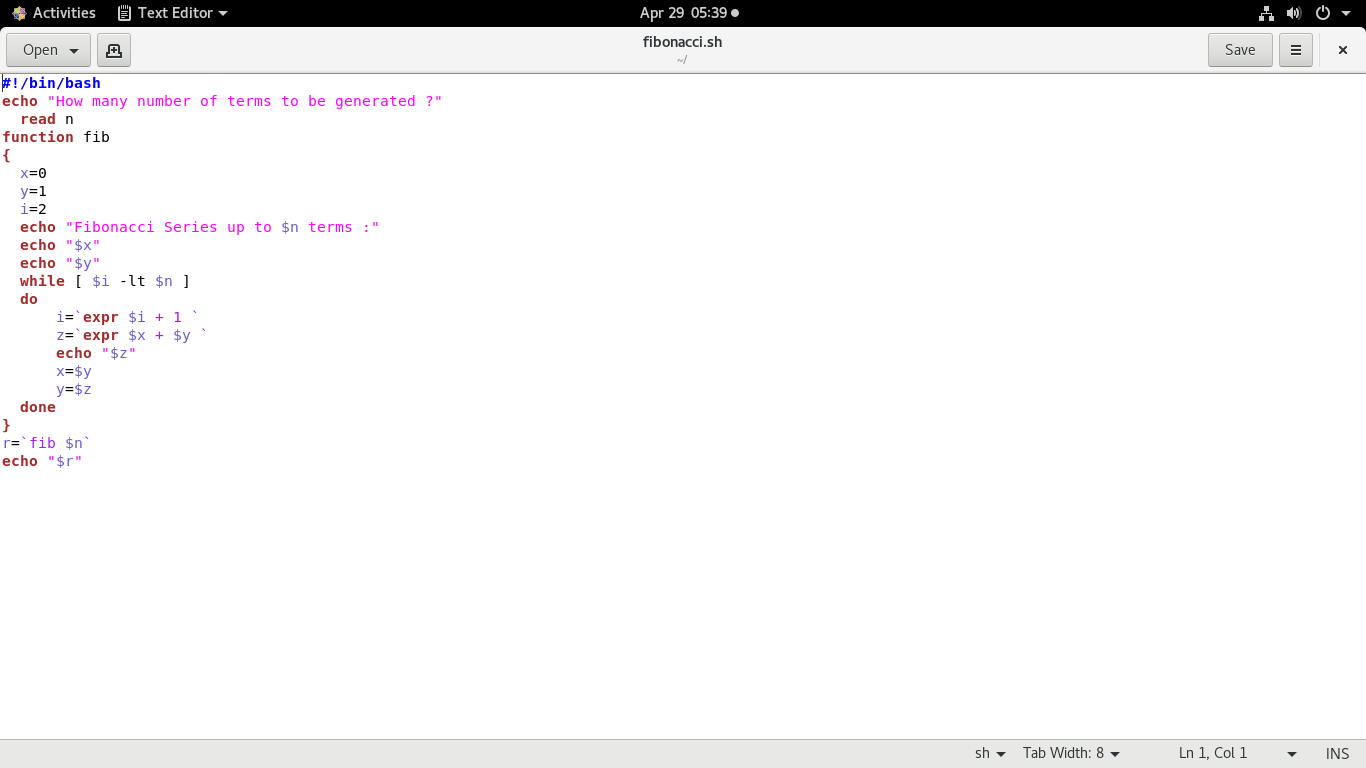 Activities Text Editor Apr 29 05:39
Open fibonacci.sh Save
~/
#!/bin/bash
echo "How many number of terms to be generated ?"
  read n
function fib
{
  x=0
  y=1
  i=2
  echo "Fibonacci Series up to $n terms :"
  echo "$x"
  echo "$y"
  while [ $i -lt $n ]
  do
      i=`expr $i + 1 `
      z=`expr $x + $y `
      echo "$z"
      x=$y
      y=$z
  done
}
r=`fib $n`
echo "$r"
sh Tab Width: 8 Ln 1, Col 1 INS